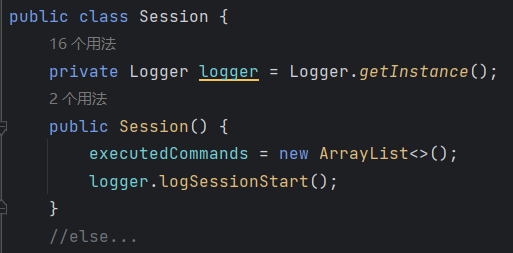 public class Session {
16 个用法
private Logger logger = Logger.getInstance();
2 个用法
public Session() {
executedCommands = new ArrayList<>();
logger.logSessionStart();
}
//else...